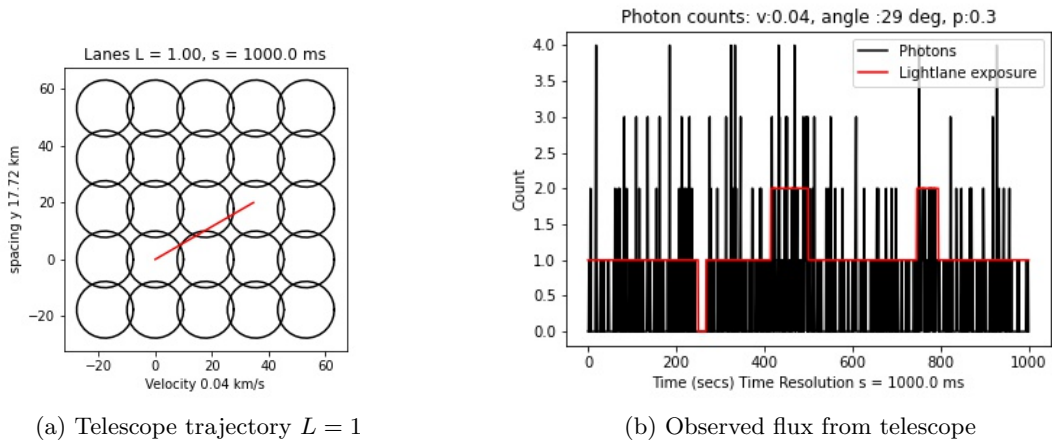 Lanes L = 1.00, s = 1000.0 ms
60
40
20
0
−20
spacing y 17.72 km
−20 0 20 40 60
Velocity 0.04 km/s
(a) Telescope trajectory L = 1
Photon counts: v:0.04, angle :29 deg, p:0.3
Photons
Lightlane exposure
4.0
3.5
3.0
2.5
2.0
1.5
1.0
0.5
0.0
Count
0 200 400 600 800 1000
Time (secs) Time Resolution s = 1000.0 ms
(b) Observed flux from telescope